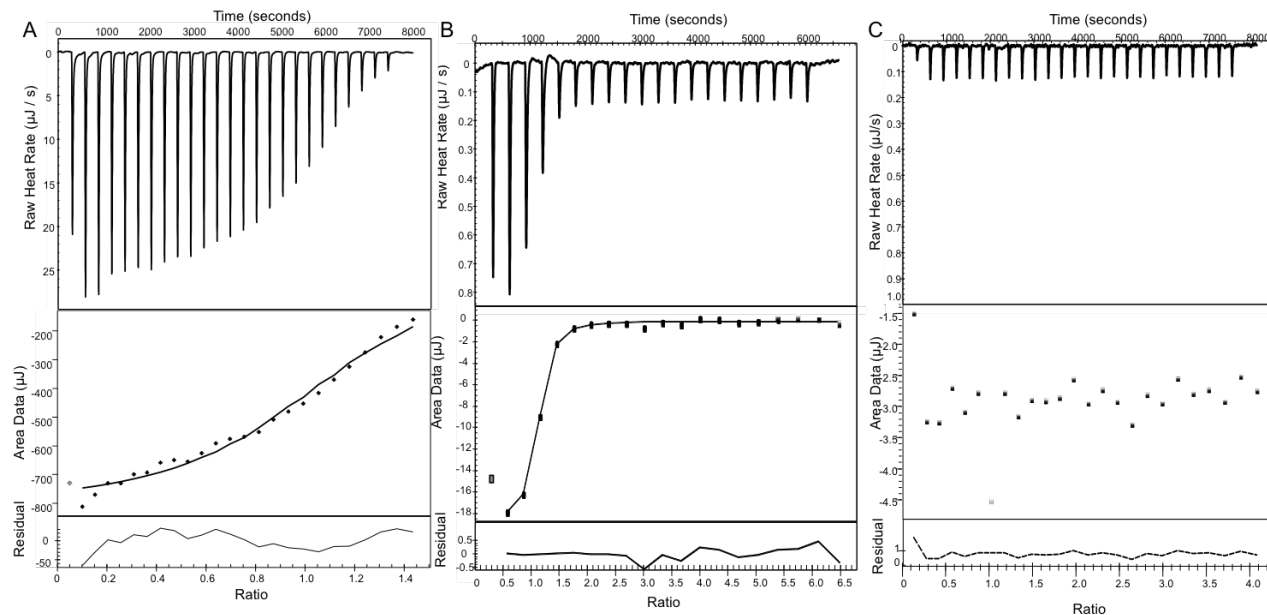 A
Time (seconds)
0 1000 2000 3000 4000 5000 6000 7000 8000
Raw Heat Rate (µJ / s)
0
5
10
15
20
25
Area Data (µJ)
-200
-300
-400
-500
-600
-700
-800
Residual
0
-50
0 0.2 0.4 0.6 0.8 1.0 1.2 1.4
Ratio
B
Time (seconds)
0 1000 2000 3000 4000 5000 6000
Raw Heat Rate (µJ / s)
0
0.1
0.2
0.3
0.4
0.5
0.6
0.7
0.8
Area Data (µJ)
0
-2
-4
-6
-8
-10
-12
-14
-16
-18
Residual
0.5
0
-0.5
0 0.5 1.0 1.5 2.0 2.5 3.0 3.5 4.0 4.5 5.0 5.5 6.0 6.5
Ratio
C
Time (seconds)
0 1000 2000 3000 4000 5000 6000 7000 8000
Raw Heat Rate (µJ/s)
0
0.1
0.2
0.3
0.4
0.5
0.6
0.7
0.8
0.9
1.0
Area Data (µJ)
-1.5
-2.0
-2.5
-3.0
-3.5
-4.0
-4.5
Residual
1
0
0 0.5 1.0 1.5 2.0 2.5 3.0 3.5 4.0
Ratio